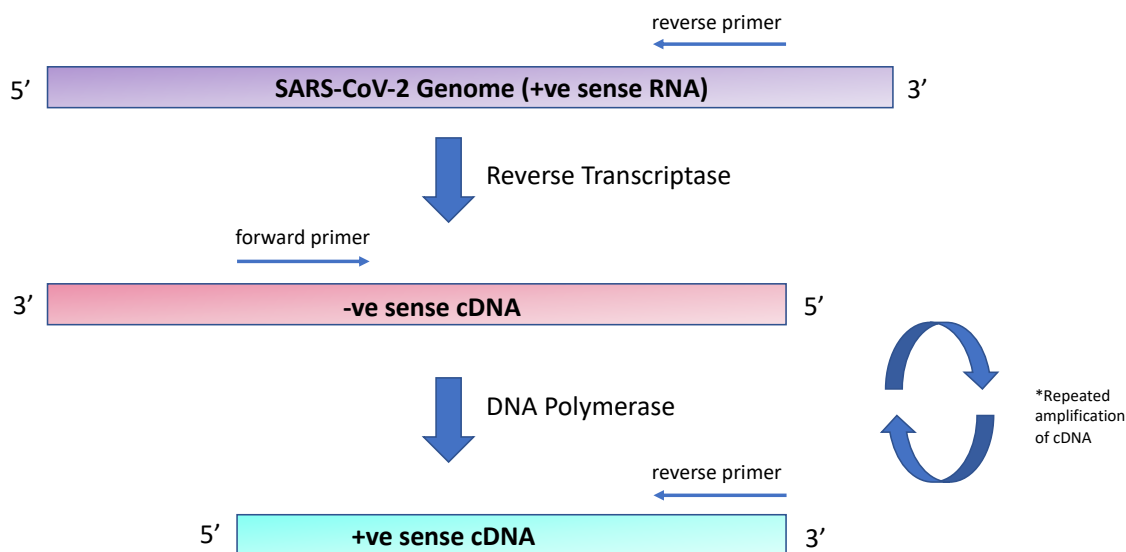 reverse primer
5’ SARS-CoV-2 Genome (+ve sense RNA) 3’
Reverse Transcriptase
forward primer
3’ -ve sense cDNA 5’
DNA Polymerase
*Repeated
amplification
of cDNA
reverse primer
5’ +ve sense cDNA 3’